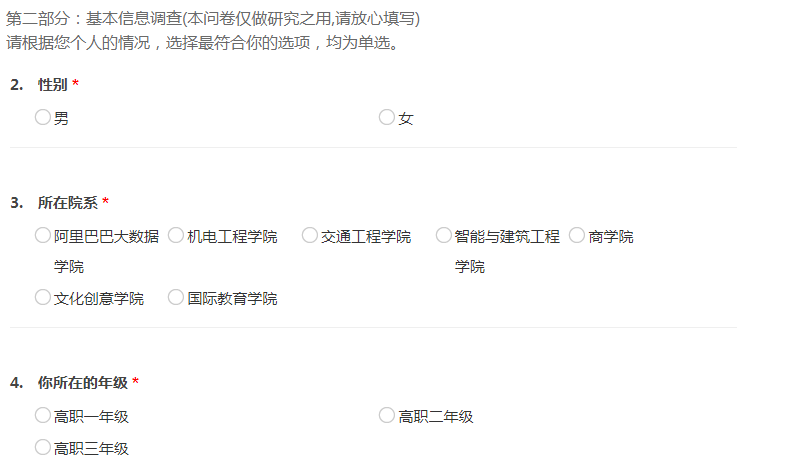 第二部分：基本信息调查(本问卷仅做研究之用,请放心填写)
请根据您个人的情况，选择最符合你的选项，均为单选。
2. 性别 *
男 女
3. 所在院系 *
阿里巴巴大数据 机电工程学院 交通工程学院 智能与建筑工程 商学院
学院 学院
文化创意学院 国际教育学院
4. 你所在的年级 *
高职一年级 高职二年级
高职三年级